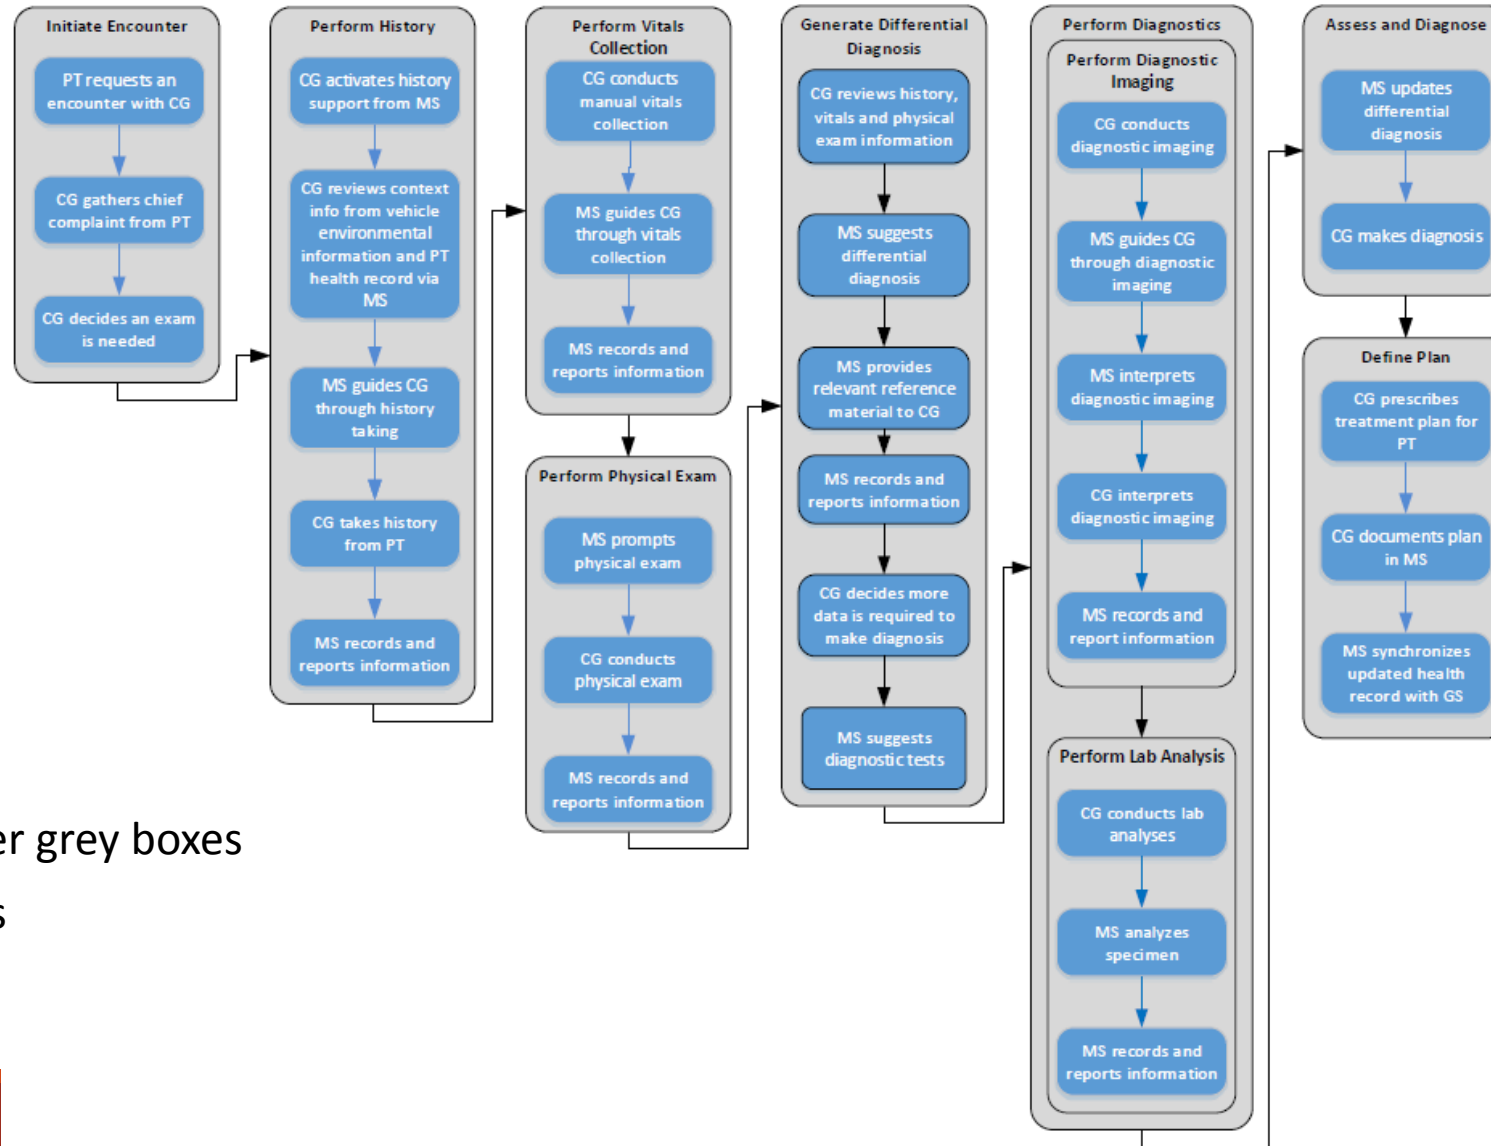 Initiate Encounter
PT requests an
encounter with CG
CG gathers chief
complaint from PT
CG decides an exam
is needed
Perform History
CG activates history
support from MS
CG reviews context
info from vehicle
environmental
information and PT
health record via
MS
MS guides CG
through history
taking
CG takes history
from PT
MS records and
reports information
Perform Vitals
Collection
CG conducts
manual vitals
collection
MS guides CG
through vitals
collection
MS records and
reports information
Perform Physical Exam
MS prompts
physical exam
CG conducts
physical exam
MS records and
reports information
Generate Differential
Diagnosis
CG reviews history,
vitals and physical
exam information
MS suggests
differential
diagnosis
MS provides
relevant reference
material to CG
MS records and
reports information
CG decides more
data is required to
make diagnosis
MS suggests
diagnostic tests
Perform Diagnostics
Perform Diagnostic
Imaging
CG conducts
diagnostic imaging
MS guides CG
through diagnostic
imaging
MS interprets
diagnostic imaging
CG interprets
diagnostic imaging
MS records and
report information
Perform Lab Analysis
CG conducts lab
analyses
MS analyzes
specimen
MS records and
reports information
Assess and Diagnose
MS updates
differential
diagnosis
CG makes diagnosis
Define Plan
CG prescribes
treatment plan for
PT
CG documents plan
in MS
MS synchronizes
updated health
record with GS
er grey boxes
s